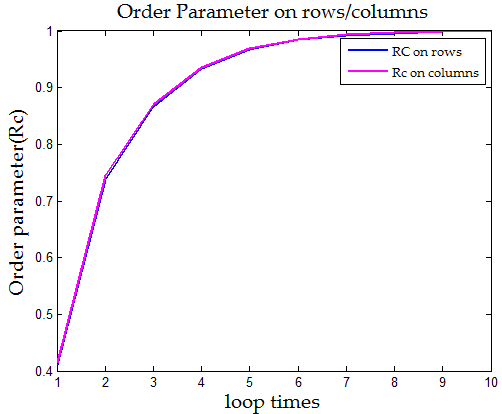 Order Parameter on rows/columns
1
0.9
0.8
0.7
0.6
0.5
0.4
Order parameter(Rc)
RC on rows
Rc on columns
1 2 3 4 5 6 7 8 9 10
loop times